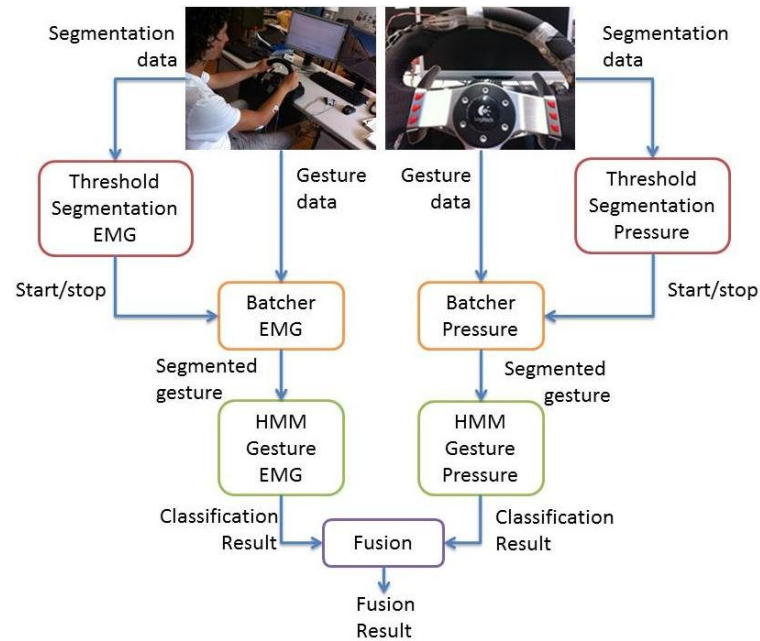 Segmentation
data
Segmentation
data
Logitech
Threshold
Segmentation
EMG
Gesture
data
Gesture
data
Threshold
Segmentation
Pressure
Start/stop
Start/stop
Batcher
EMG
Batcher
Pressure
Segmented
gesture
Segmented
gesture
HMM
Gesture
EMG
HMM
Gesture
Pressure
Classification
Result
Classification
Result
Fusion
Fusion
Result